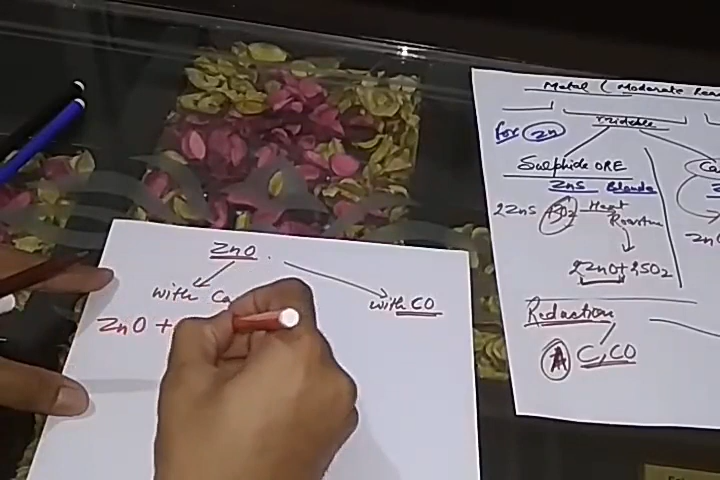 ZnO.
with
with CO
ZnO +
Metal (Moderate
for Zn
Sulphide ORE
ZnS Blende
2ZnS + 3O2 Heat
Roasting
2ZnO + 2SO2
Reduction
A C, CO